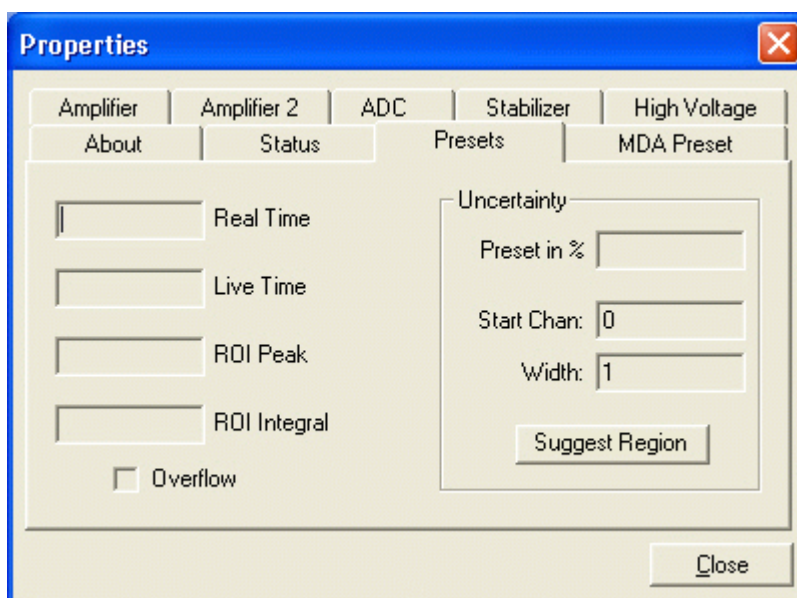 Properties
Amplifier Amplifier 2 ADC Stabilizer High Voltage
About Status Presets MDA Preset
Real Time
Live Time
ROI Peak
ROI Integral
Overflow
Uncertainty
Preset in %
Start Chan: 0
Width: 1
Suggest Region
Close